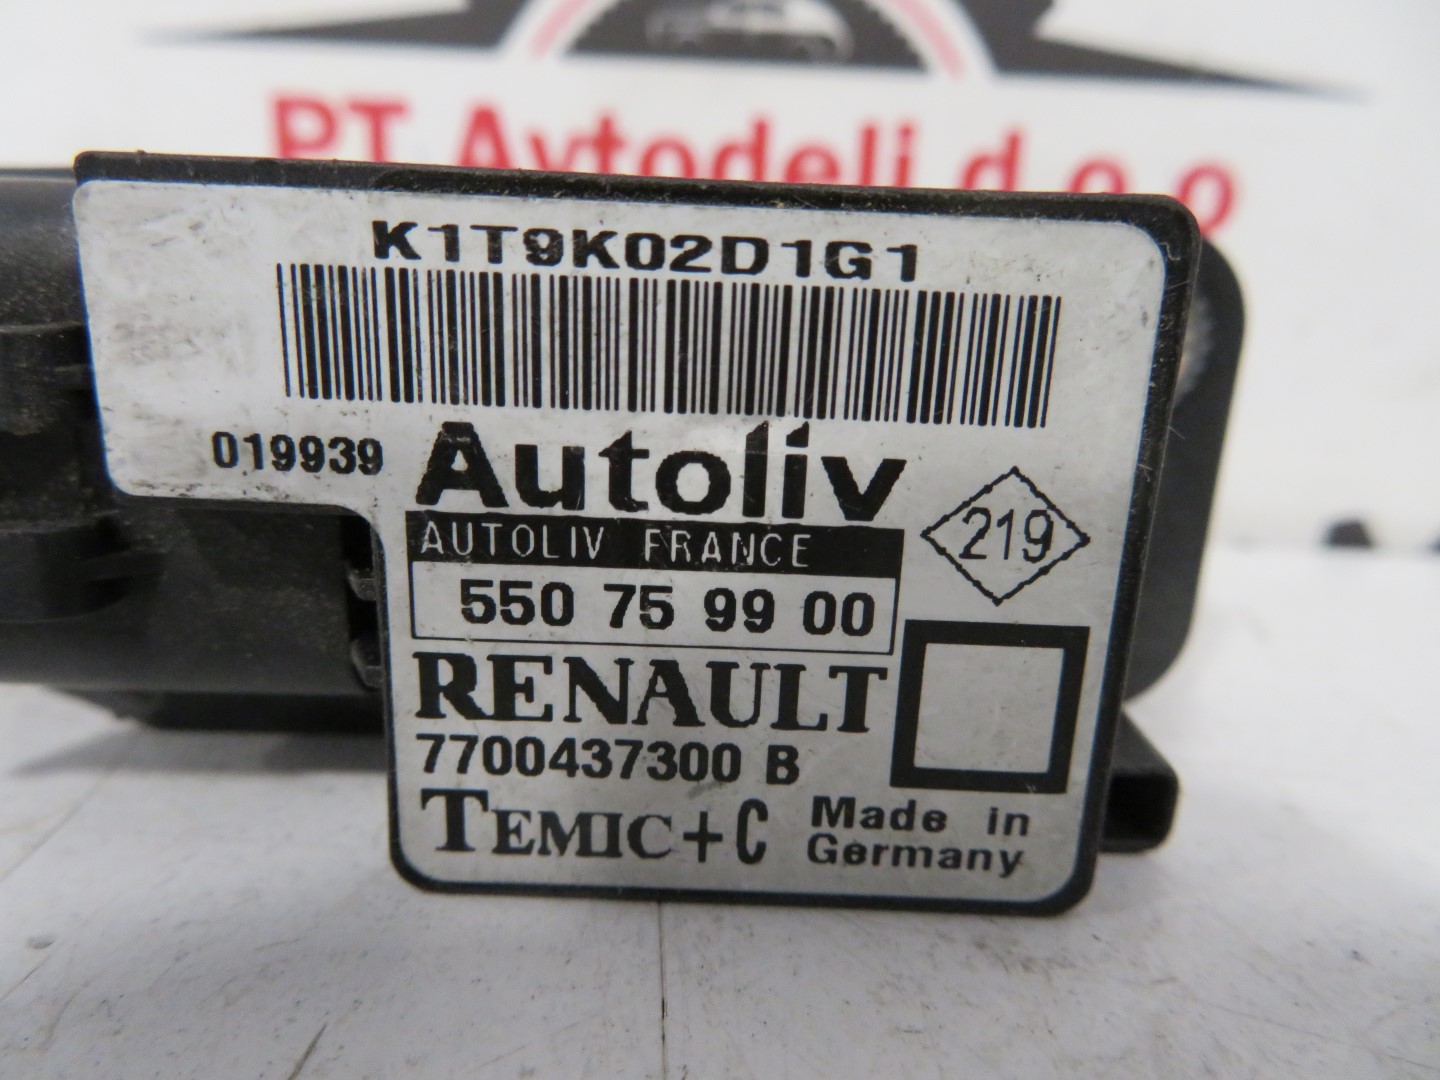 PT Avtodeli d.o.o
K1T9K02D1G1
019939
Autoliv
AUTOLIV FRANCE
219
550 75 99 00
RENAULT
7700437300 B
TEMIC+C
Made in
Germany